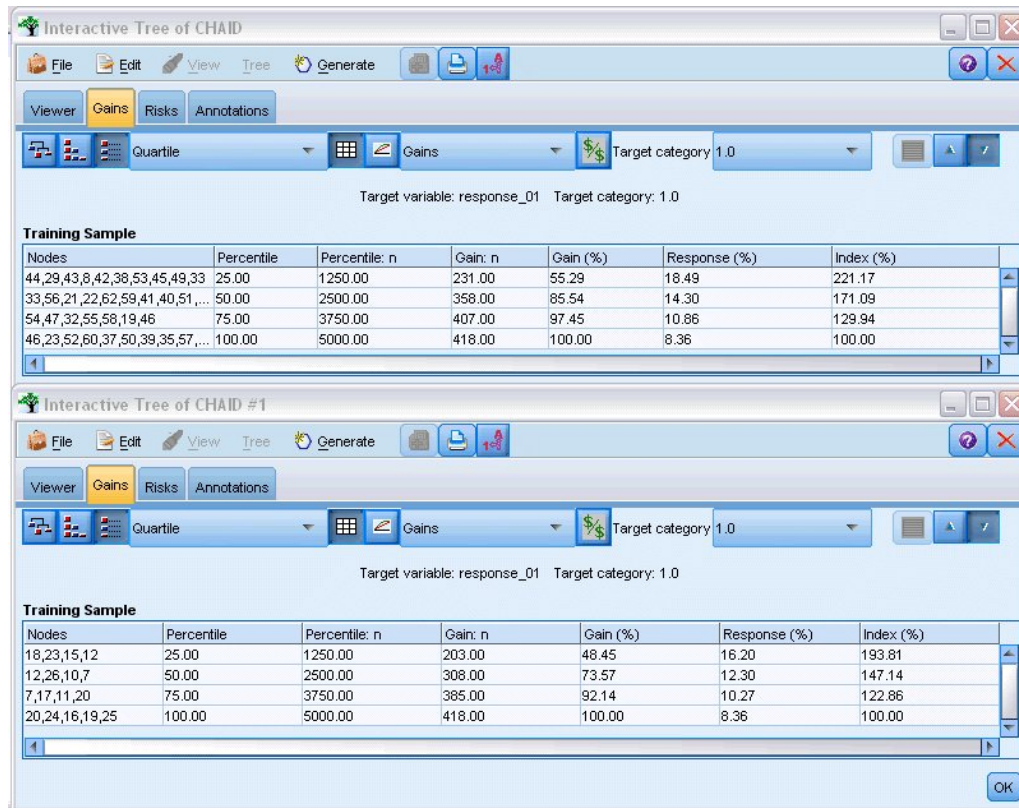 Interactive Tree of CHAID
File Edit View Tree Generate
Viewer Gains Risks Annotations
Quartile Gains Target category 1.0
Target variable: response_01 Target category: 1.0
Training Sample
Nodes Percentile Percentile: n Gain: n Gain (%) Response (%) Index (%)
44,29,43,8,42,38,53,45,49,33 25.00 1250.00 231.00 55.29 18.49 221.17
33,56,21,22,62,59,41,40,51,... 50.00 2500.00 358.00 85.54 14.30 171.09
54,47,32,55,58,19,46 75.00 3750.00 407.00 97.45 10.86 129.94
46,23,52,60,37,50,39,35,57,... 100.00 5000.00 418.00 100.00 8.36 100.00
Interactive Tree of CHAID #1
File Edit View Tree Generate
Viewer Gains Risks Annotations
Quartile Gains Target category 1.0
Target variable: response_01 Target category: 1.0
Training Sample
Nodes Percentile Percentile: n Gain: n Gain (%) Response (%) Index (%)
18,23,15,12 25.00 1250.00 203.00 48.45 16.20 193.81
12,26,10,7 50.00 2500.00 308.00 73.57 12.30 147.14
7,17,11,20 75.00 3750.00 385.00 92.14 10.27 122.86
20,24,16,19,25 100.00 5000.00 418.00 100.00 8.36 100.00
OK